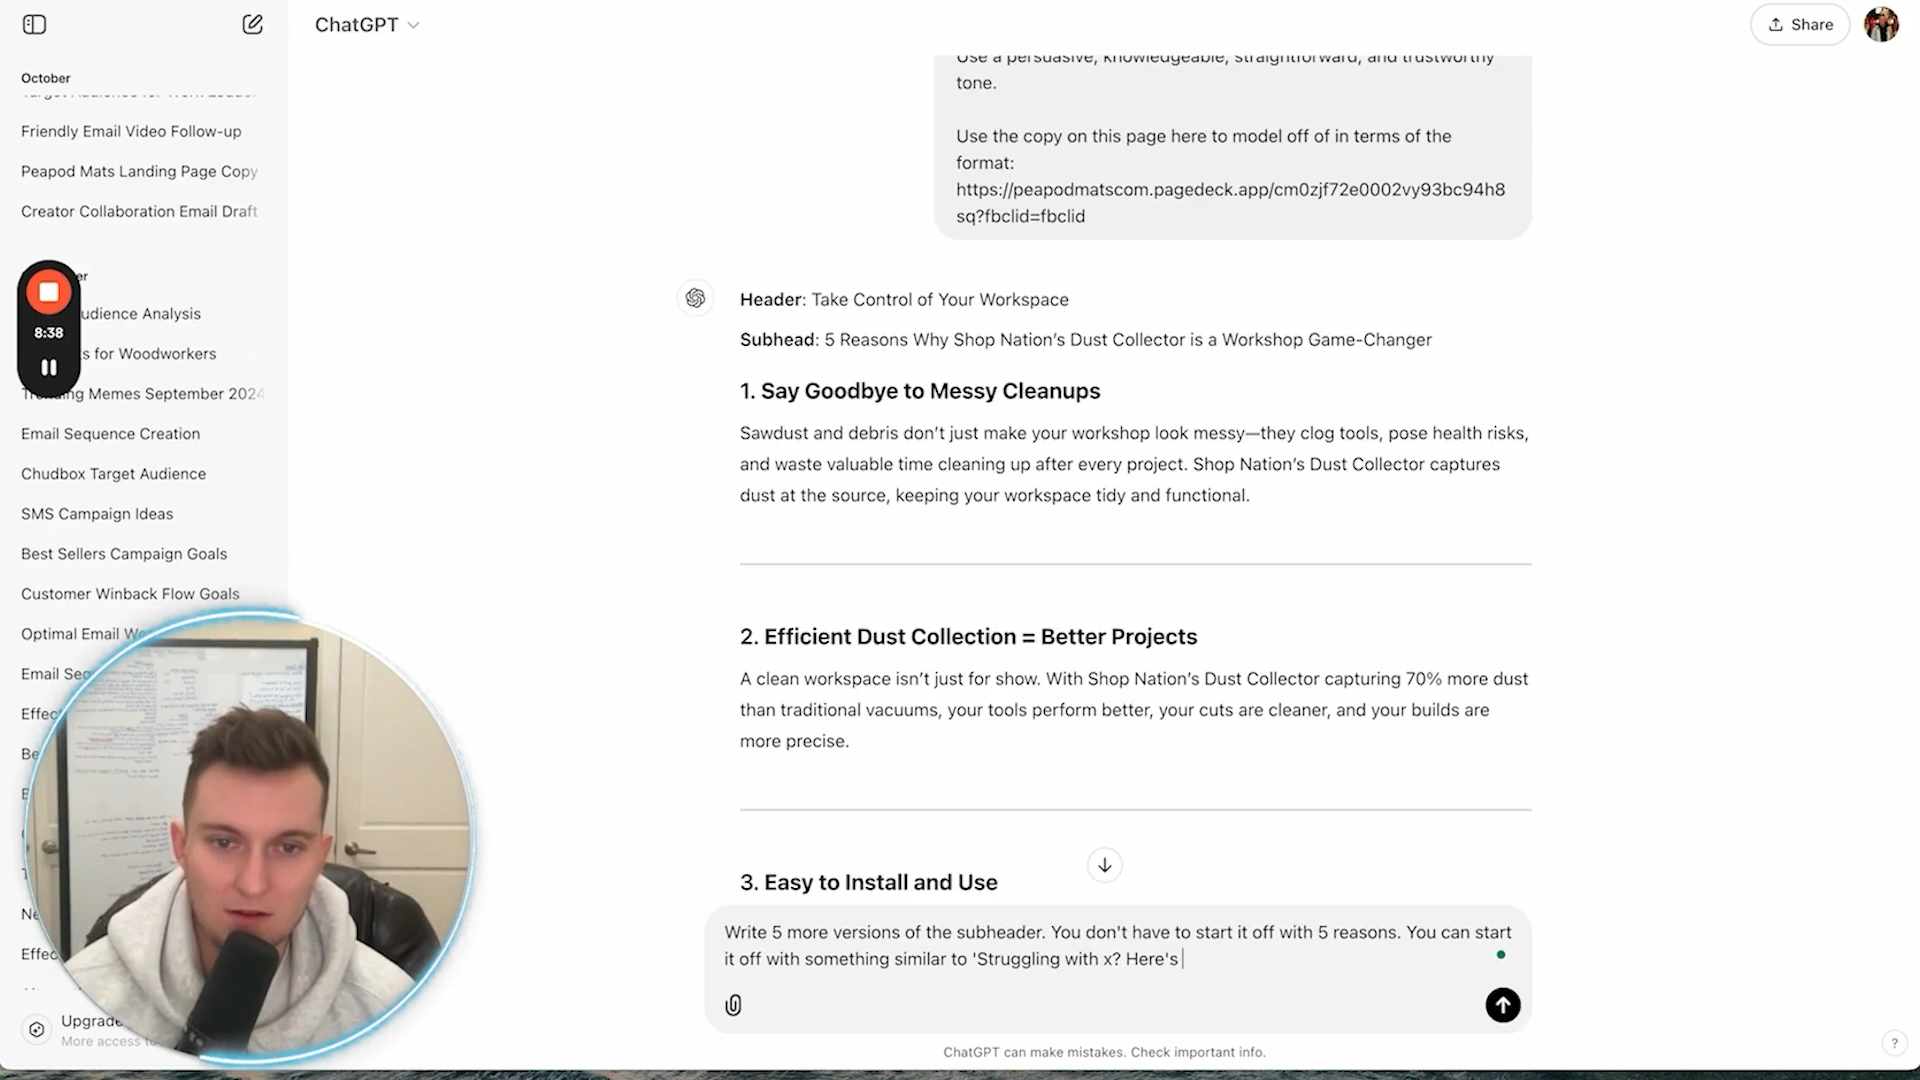 ChatGPT
Share
October
Friendly Email Video Follow-up
Peapod Mats Landing Page Copy
Creator Collaboration Email Draft
er
udience Analysis
s for Woodworkers
Trending Memes September 2024
Email Sequence Creation
Chudbox Target Audience
SMS Campaign Ideas
Best Sellers Campaign Goals
Customer Winback Flow Goals
Optimal Email
Email
8:38
Upgrade
More access
Use a persuasive, knowledgeable, straightforward, and trustworthy
tone.
Use the copy on this page here to model off of in terms of the
format:
https://peapodmatscom.pagedeck.app/cm0zjf72e0002vy93bc94h8
sq?fbclid=fbclid
Header: Take Control of Your Workspace
Subhead: 5 Reasons Why Shop Nation’s Dust Collector is a Workshop Game-Changer
1. Say Goodbye to Messy Cleanups
Sawdust and debris don’t just make your workshop look messy—they clog tools, pose health risks,
and waste valuable time cleaning up after every project. Shop Nation’s Dust Collector captures
dust at the source, keeping your workspace tidy and functional.
2. Efficient Dust Collection = Better Projects
A clean workspace isn’t just for show. With Shop Nation’s Dust Collector capturing 70% more dust
than traditional vacuums, your tools perform better, your cuts are cleaner, and your builds are
more precise.
3. Easy to Install and Use
Write 5 more versions of the subheader. You don't have to start it off with 5 reasons. You can start
it off with something similar to 'Struggling with x? Here's
ChatGPT can make mistakes. Check important info.
?